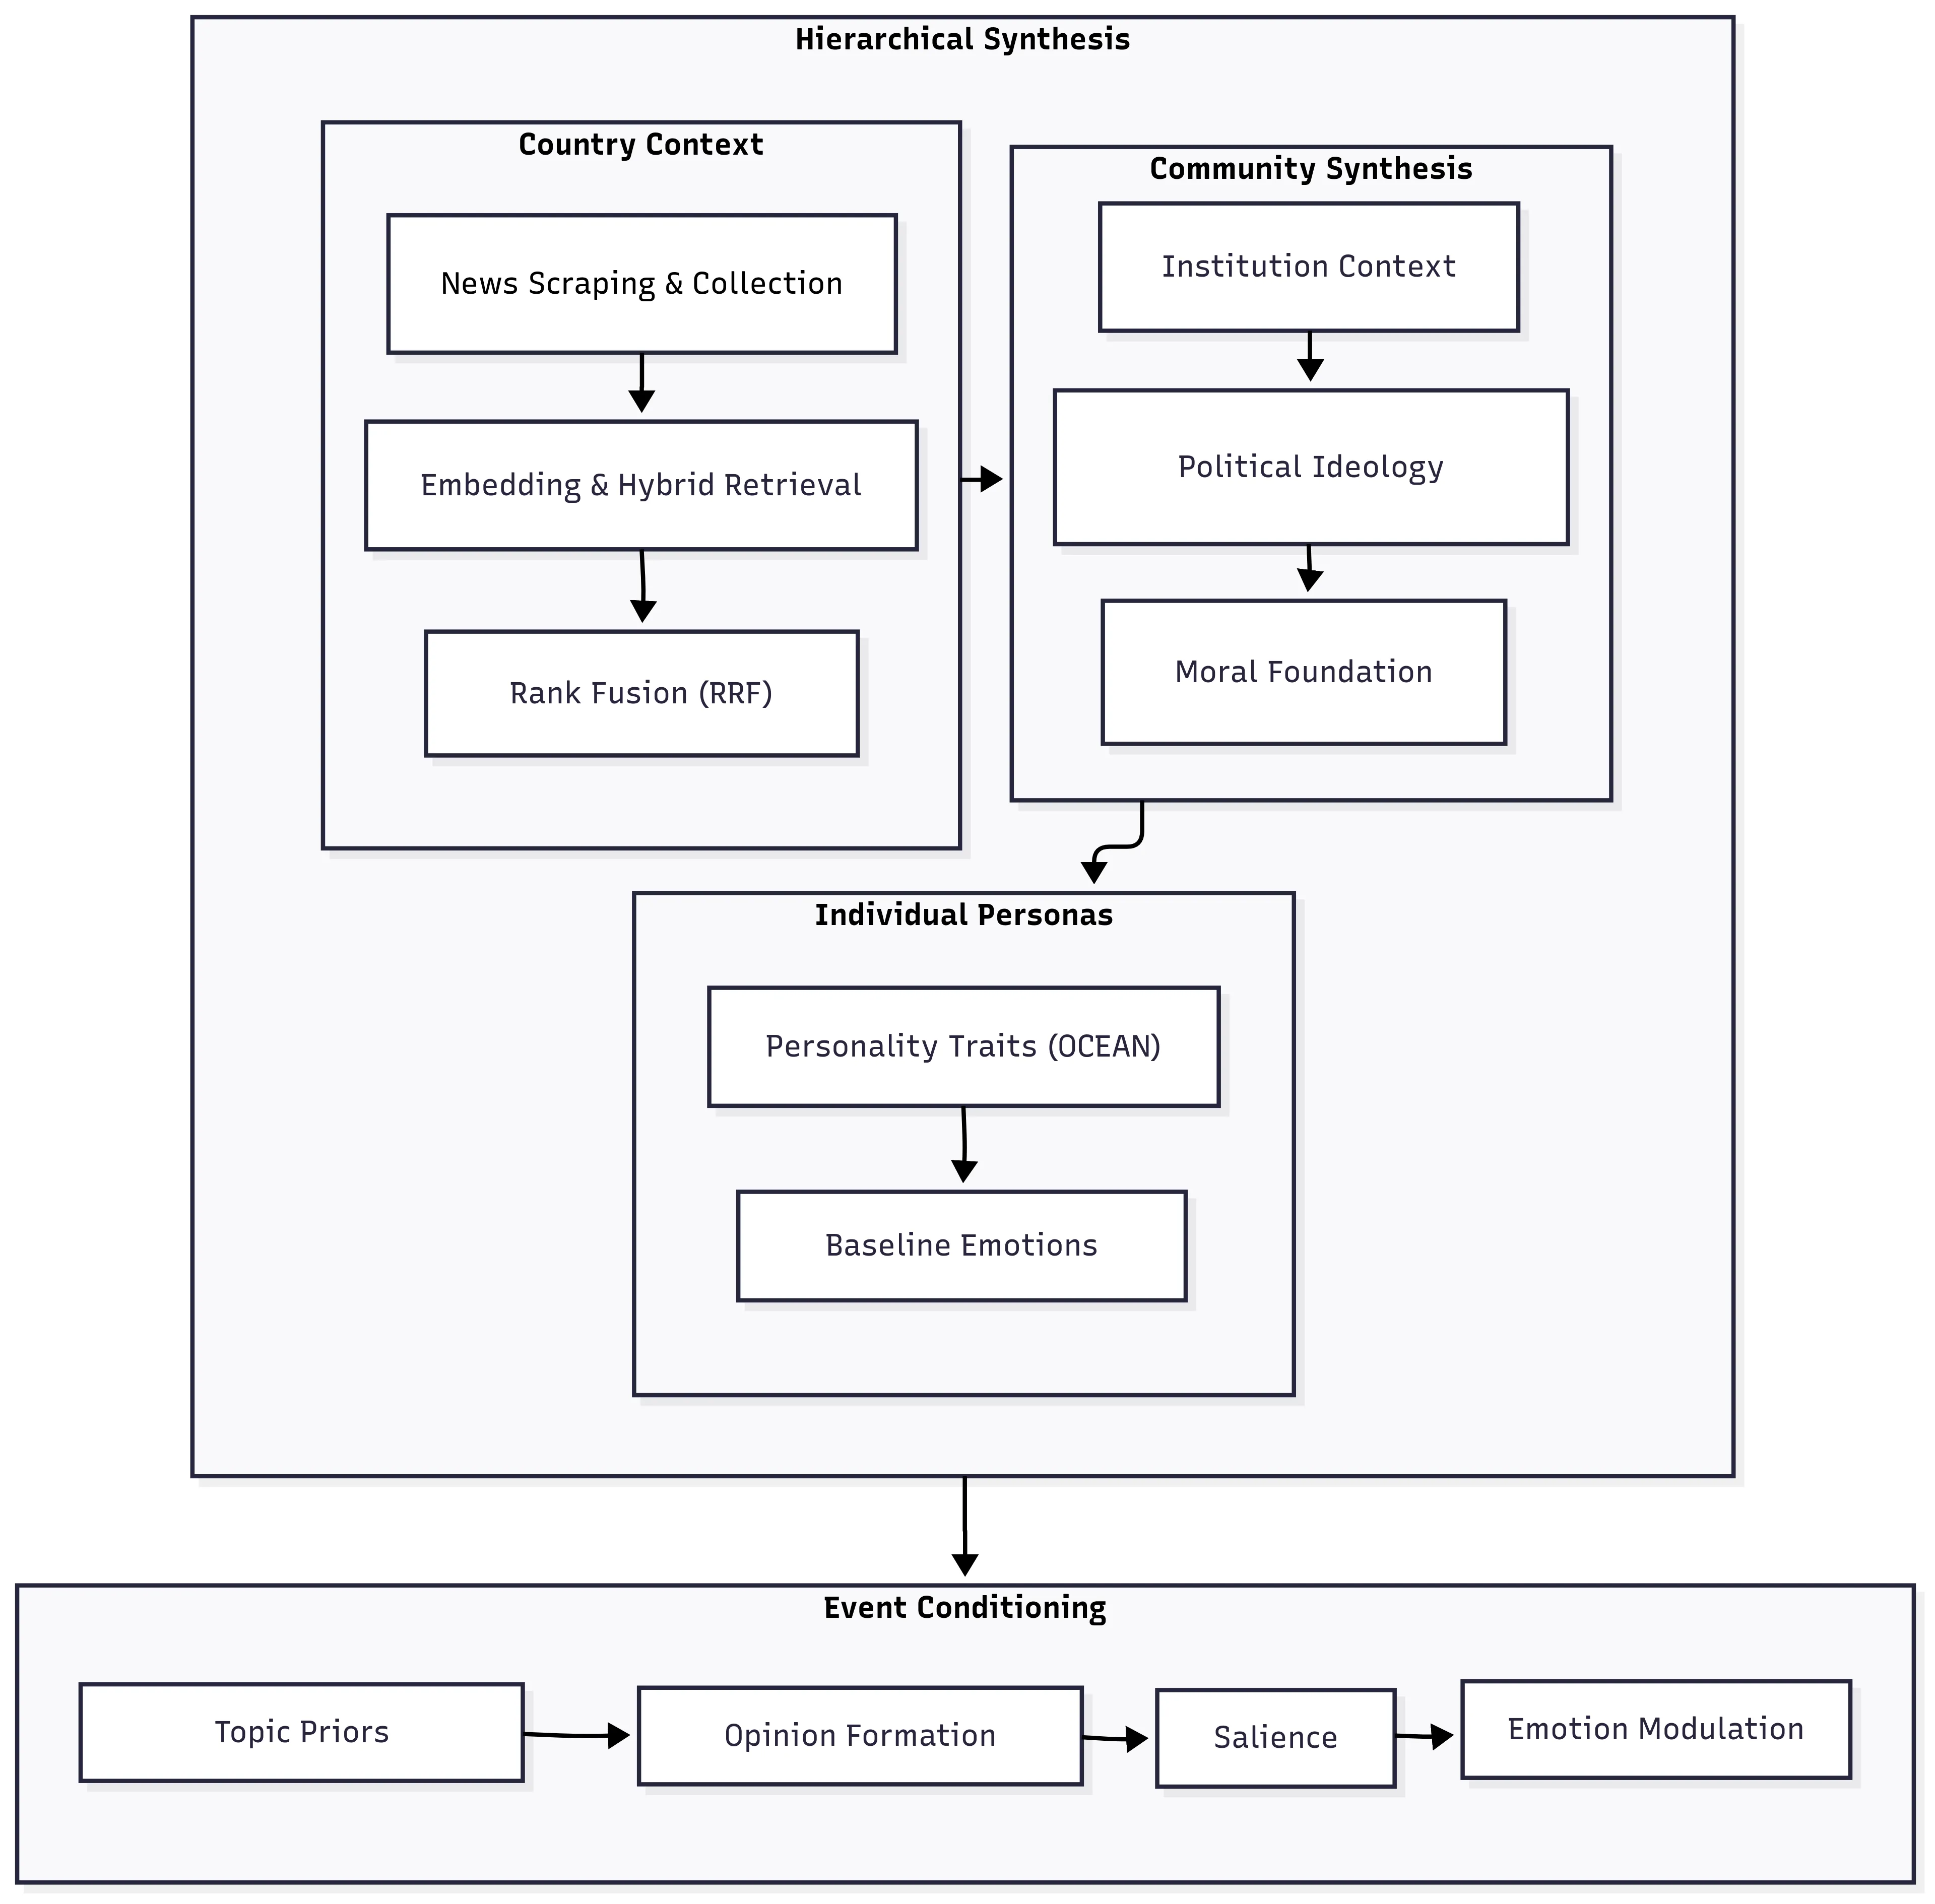 Hierarchical Synthesis
Country Context
News Scraping & Collection
Embedding & Hybrid Retrieval
Rank Fusion (RRF)
Community Synthesis
Institution Context
Political Ideology
Moral Foundation
Individual Personas
Personality Traits (OCEAN)
Baseline Emotions
Event Conditioning
Topic Priors
Opinion Formation
Salience
Emotion Modulation